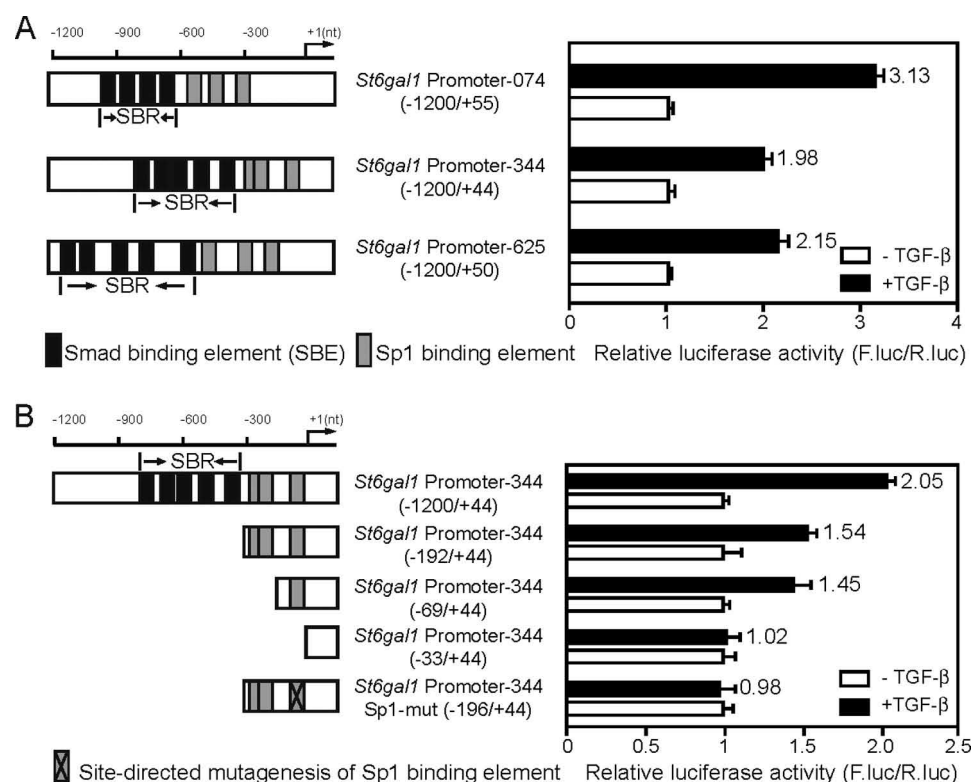 A
-1200 -900 -600 -300 +1(nt)
SBR
St6gal1 Promoter-074
(-1200/+55)
3.13
SBR
St6gal1 Promoter-344
(-1200/+44)
1.98
SBR
St6gal1 Promoter-625
(-1200/+50)
2.15
- TGF-β
+TGF-β
0 1 2 3 4
Smad binding element (SBE) Sp1 binding element Relative luciferase activity (F.luc/R.luc)
B
-1200 -900 -600 -300 +1(nt)
SBR
St6gal1 Promoter-344
(-1200/+44)
2.05
St6gal1 Promoter-344
(-192/+44)
1.54
St6gal1 Promoter-344
(-69/+44)
1.45
St6gal1 Promoter-344
(-33/+44)
1.02
St6gal1 Promoter-344
Sp1-mut (-196/+44)
0.98
- TGF-β
+TGF-β
0 0.5 1 1.5 2.0 2.5
Site-directed mutagenesis of Sp1 binding element Relative luciferase activity (F.luc/R.luc)